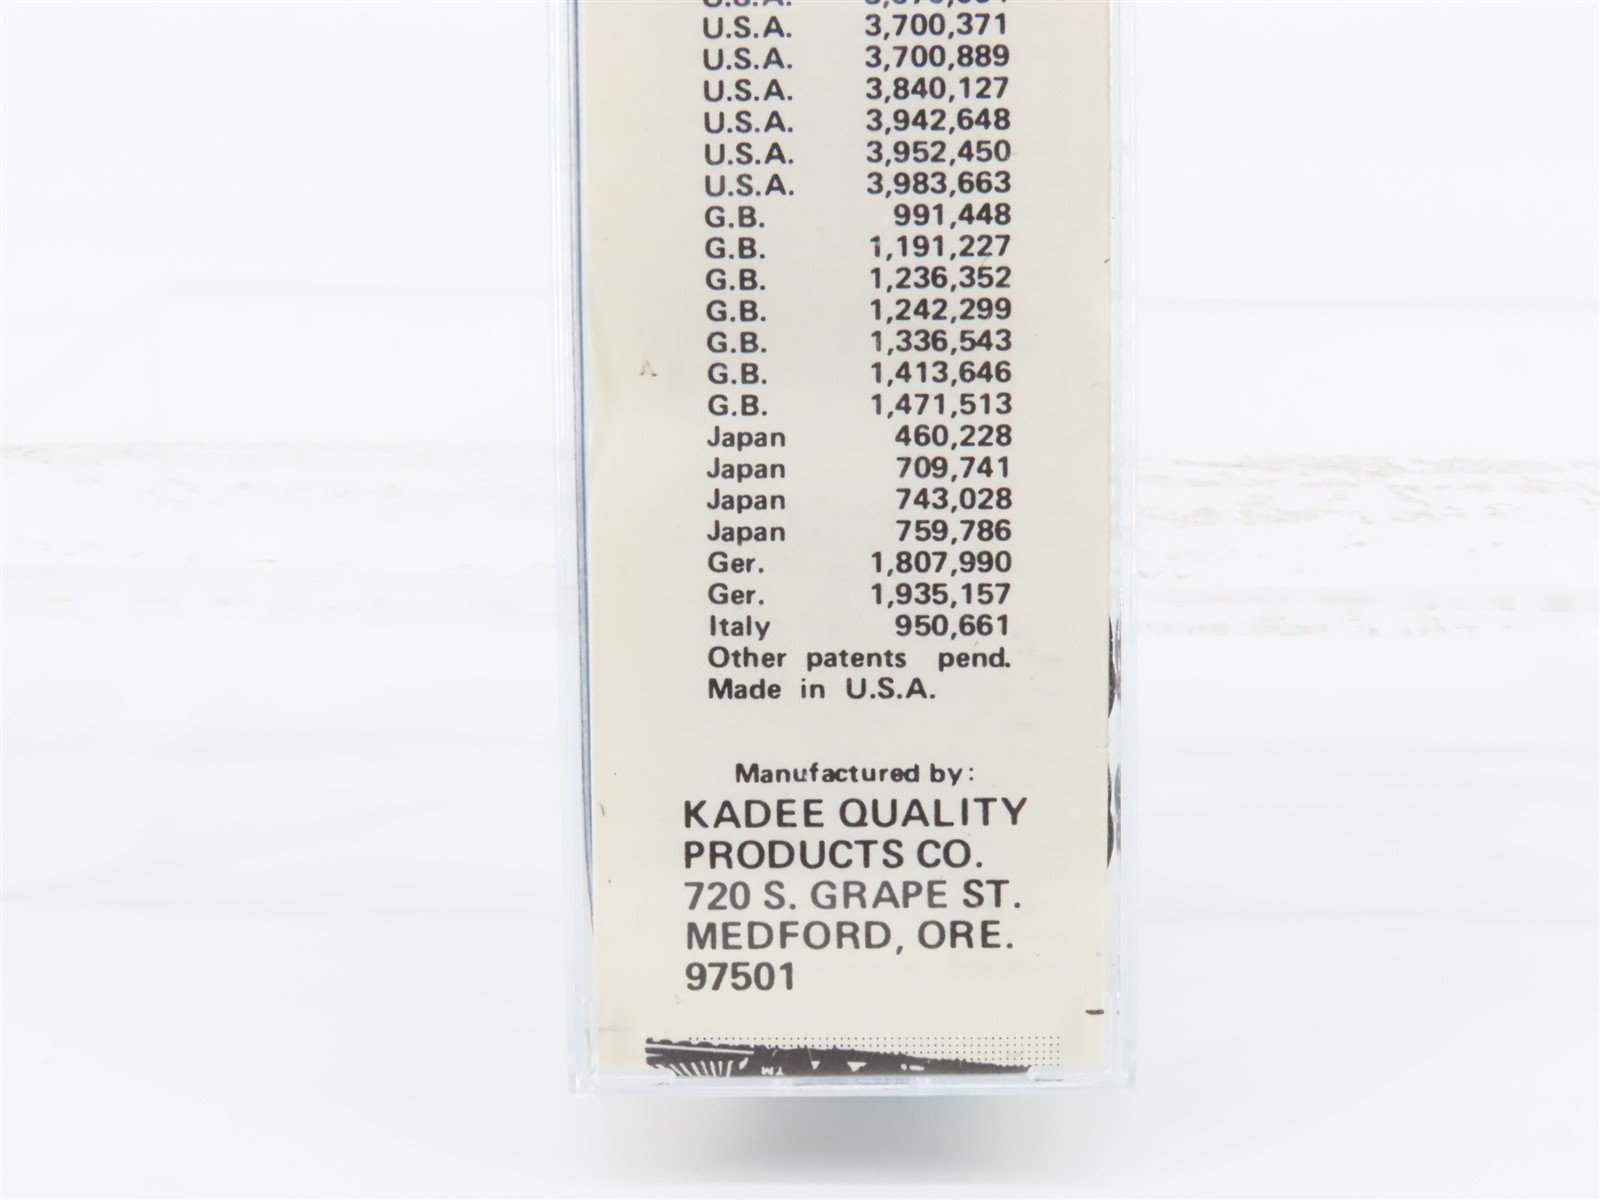 U.S.A. 3,700,371
U.S.A. 3,700,889
U.S.A. 3,840,127
U.S.A. 3,942,648
U.S.A. 3,952,450
U.S.A. 3,983,663
G.B. 991,448
G.B. 1,191,227
G.B. 1,236,352
G.B. 1,242,299
G.B. 1,336,543
G.B. 1,413,646
G.B. 1,471,513
Japan 460,228
Japan 709,741
Japan 743,028
Japan 759,786
Ger. 1,807,990
Ger. 1,935,157
Italy 950,661
Other patents pend.
Made in U.S.A.
Manufactured by:
KADEE QUALITY
PRODUCTS CO.
720 S. GRAPE ST.
MEDFORD, ORE.
97501
TM